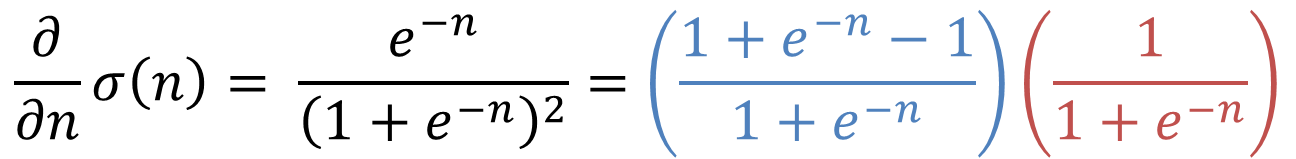 ∂/∂n σ(n) = e^{-n}/(1 + e^{-n})^2 = ((1 + e^{-n} − 1)/(1 + e^{-n})) (1/(1 + e^{-n}))